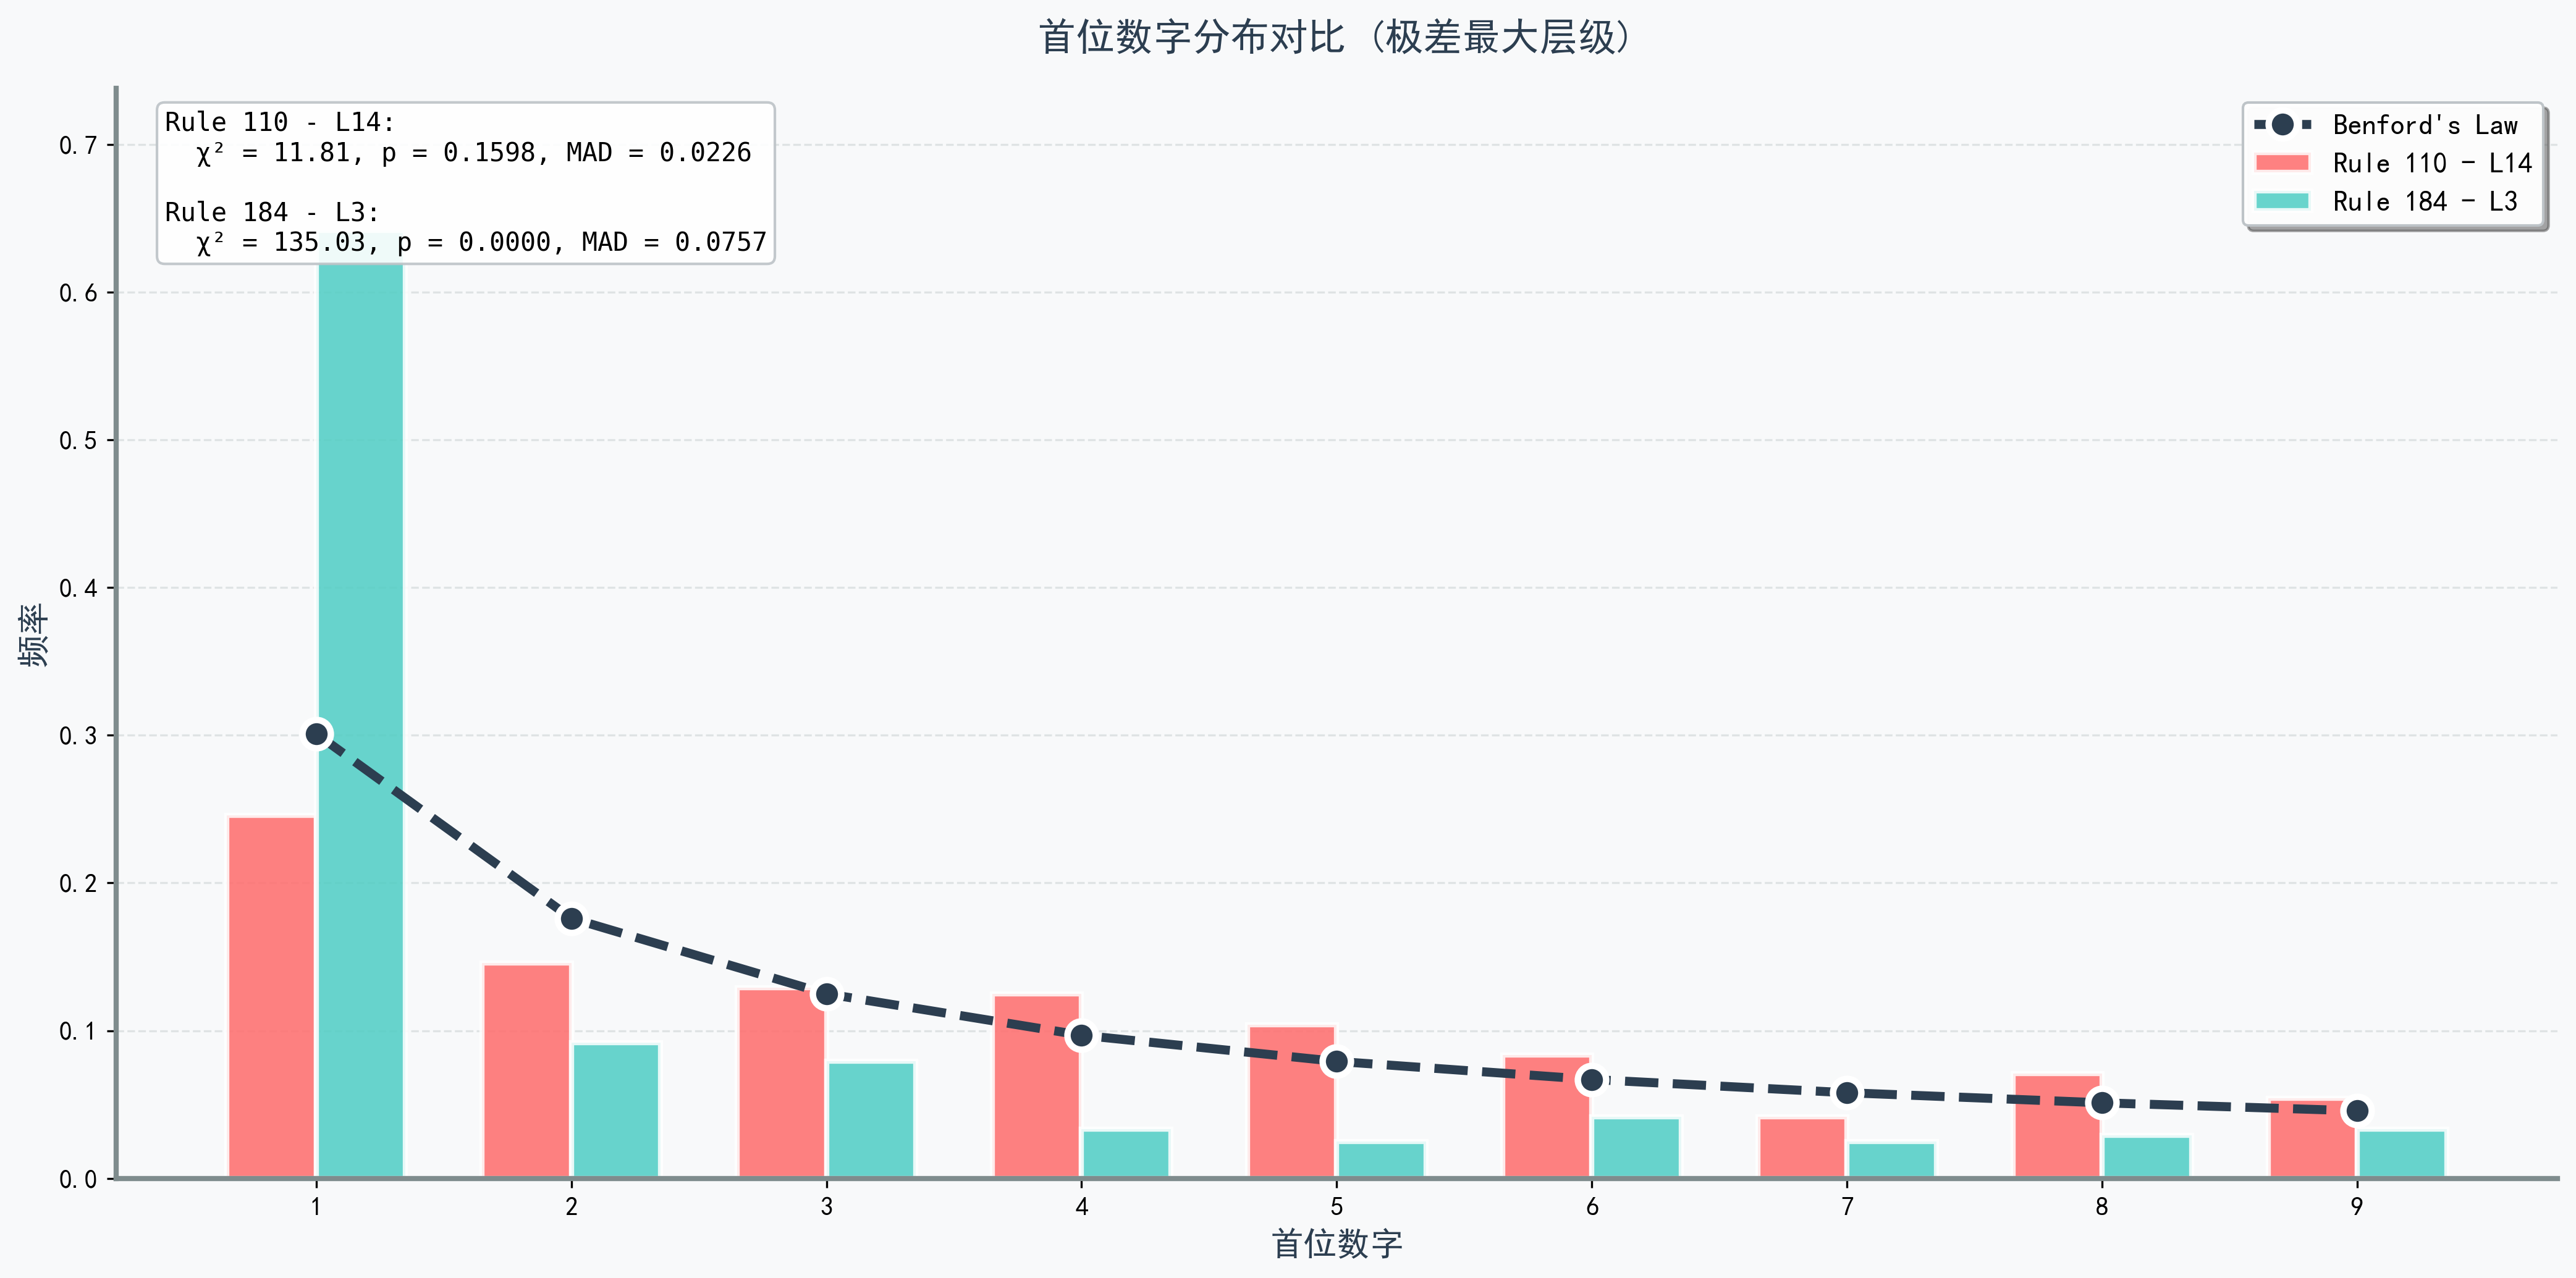 首位数字分布对比 (极差最大层级)
Rule 110 - L14:
χ² = 11.81, p = 0.1598, MAD = 0.0226
Rule 184 - L3:
χ² = 135.03, p = 0.0000, MAD = 0.0757
Benford's Law
Rule 110 - L14
Rule 184 - L3
频率
0.7
0.6
0.5
0.4
0.3
0.2
0.1
0.0
1 2 3 4 5 6 7 8 9
首位数字